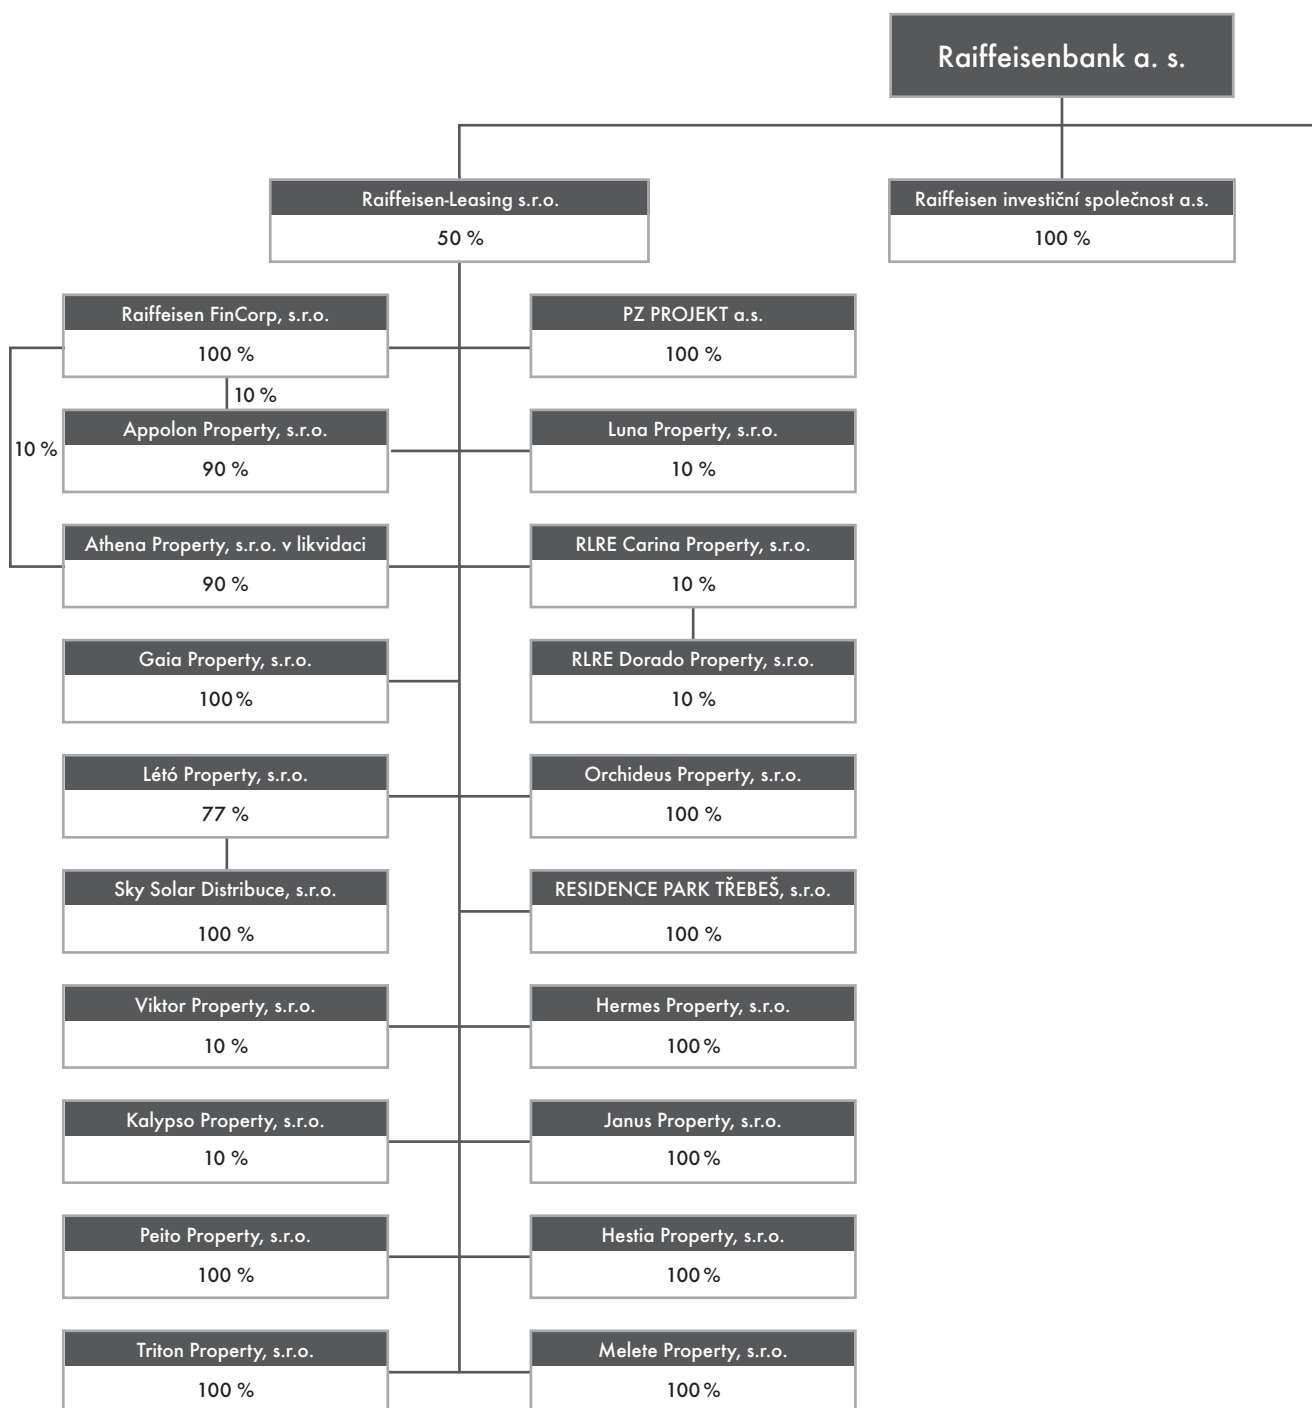 Raiffeisenbank a. s.
Raiffeisen-Leasing s.r.o.
50 %
Raiffeisen investiční společnost a.s.
100 %
Raiffeisen FinCorp, s.r.o.
100 %
PZ PROJEKT a.s.
100 %
10 %
10 %
Appolon Property, s.r.o.
90 %
Luna Property, s.r.o.
10 %
Athena Property, s.r.o. v likvidaci
90 %
RLRE Carina Property, s.r.o.
10 %
Gaia Property, s.r.o.
100 %
RLRE Dorado Property, s.r.o.
10 %
Létó Property, s.r.o.
77 %
Orchideus Property, s.r.o.
100 %
Sky Solar Distribuce, s.r.o.
100 %
RESIDENCE PARK TŘEBEŠ, s.r.o.
100 %
Viktor Property, s.r.o.
10 %
Hermes Property, s.r.o.
100 %
Kalypso Property, s.r.o.
10 %
Janus Property, s.r.o.
100 %
Peito Property, s.r.o.
100 %
Hestia Property, s.r.o.
100 %
Triton Property, s.r.o.
100 %
Melete Property, s.r.o.
100 %